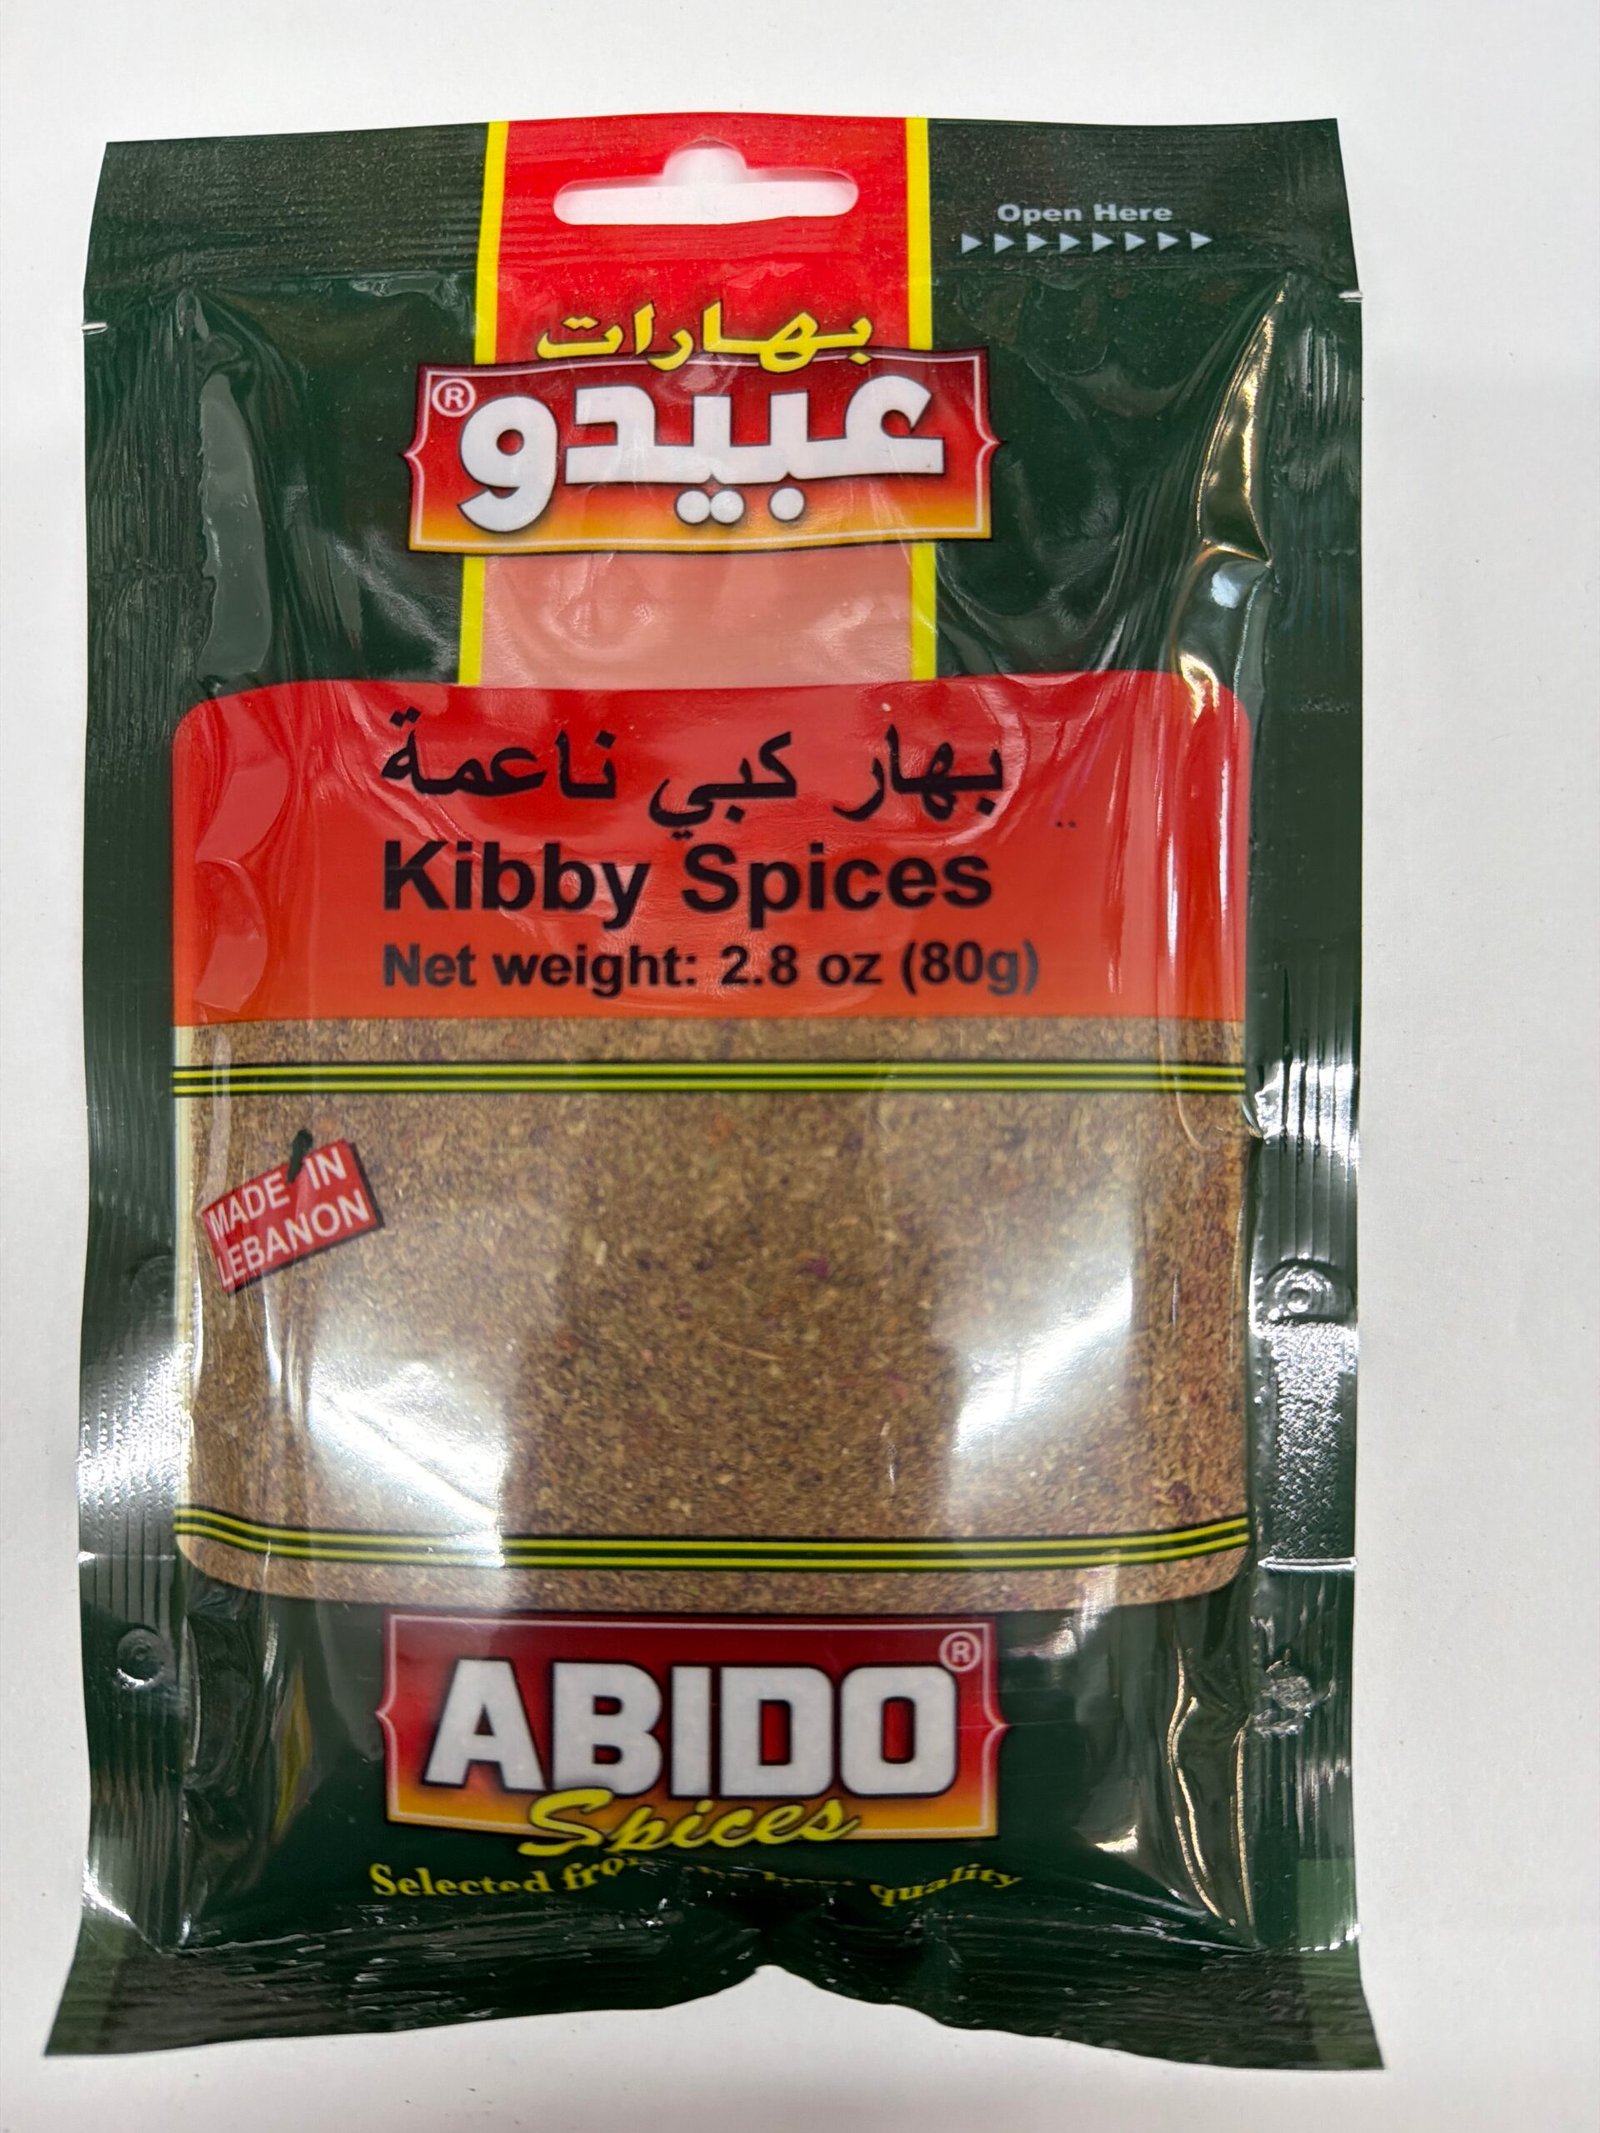 Open Here
بهارات
عبيدو®
بهار كبي ناعمة
Kibby Spices
Net weight: 2.8 oz (80g)
MADE IN
LEBANON
ABIDO®
Spices
Selected quality